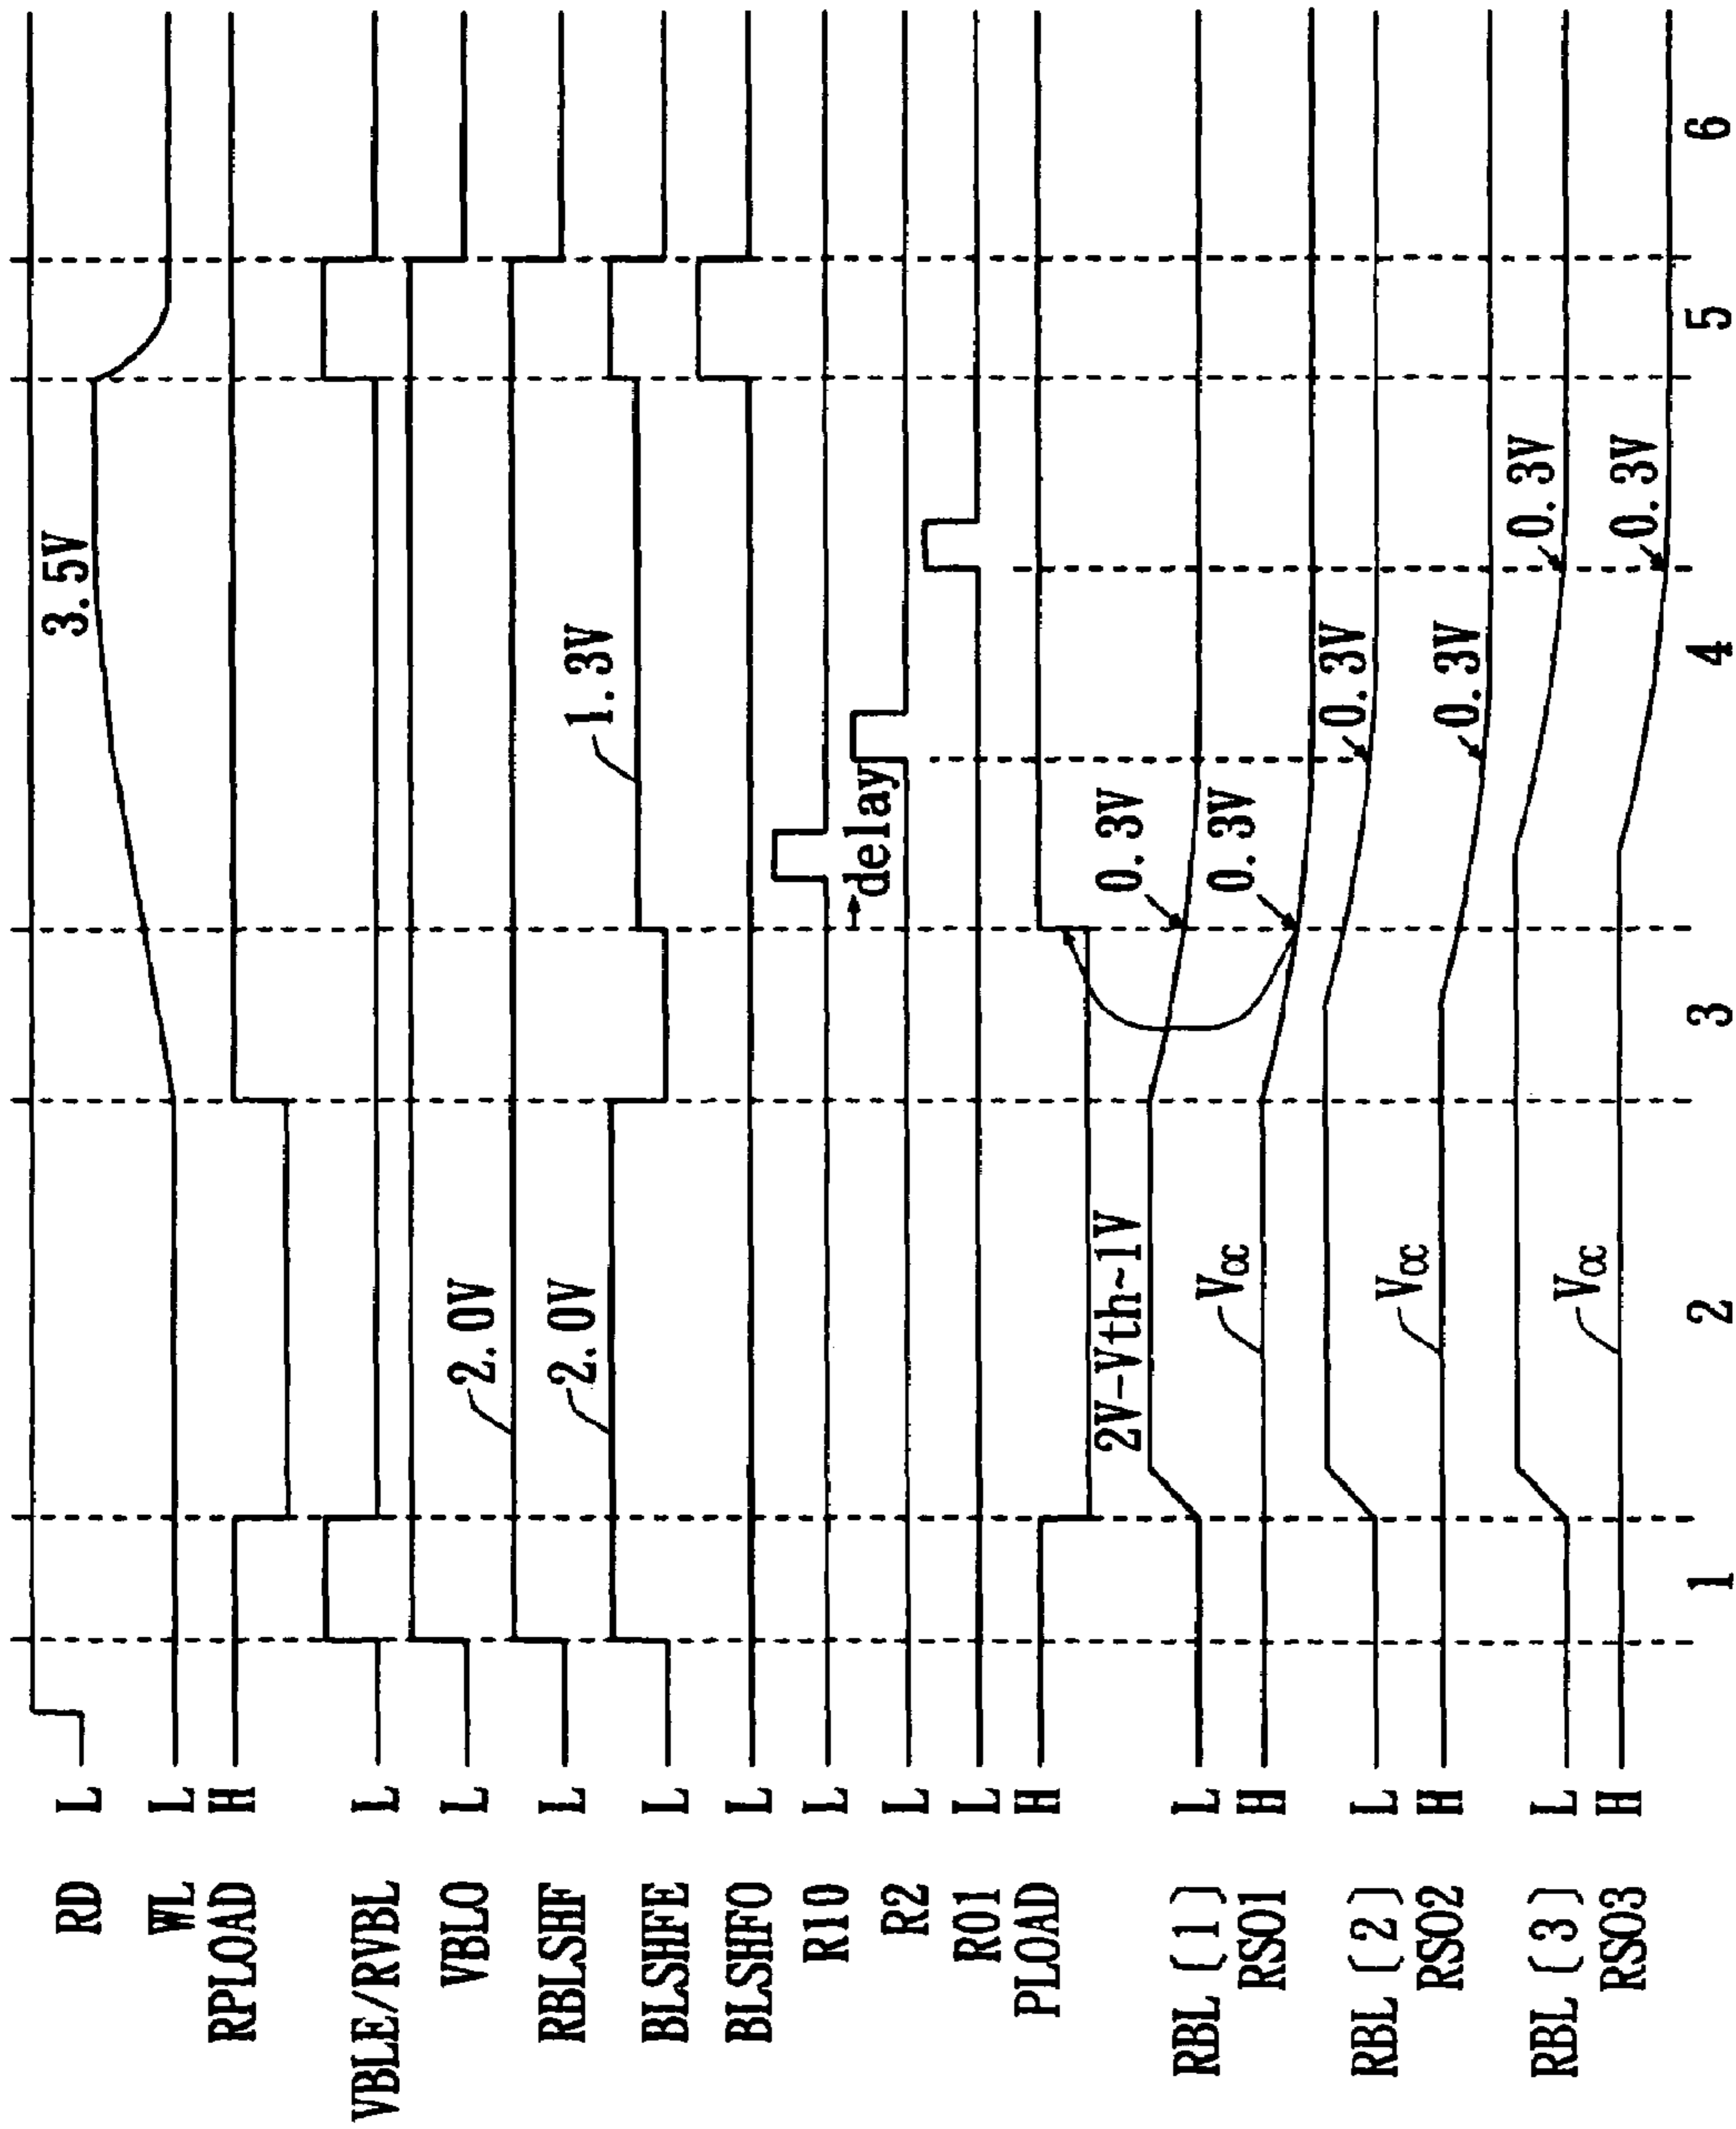 RD L
3.5V
WL L
RPLOAD H
VBLE/RVBL L
VBLO L
2.0V
RBLSHF L
2.0V
1.3V
BLSHFE L
BLSHFO L
R10 L
delay
R2 L
R01 L
PLOAD H
2V-Vth~1V
0.3V
RBL (1) L
Vcc
0.3V
RSO1 H
0.3V
RBL (2) L
Vcc
0.3V
RSO2 H
0.3V
RBL (3) L
Vcc
0.3V
RSO3 H
1 2 3 4 5 6